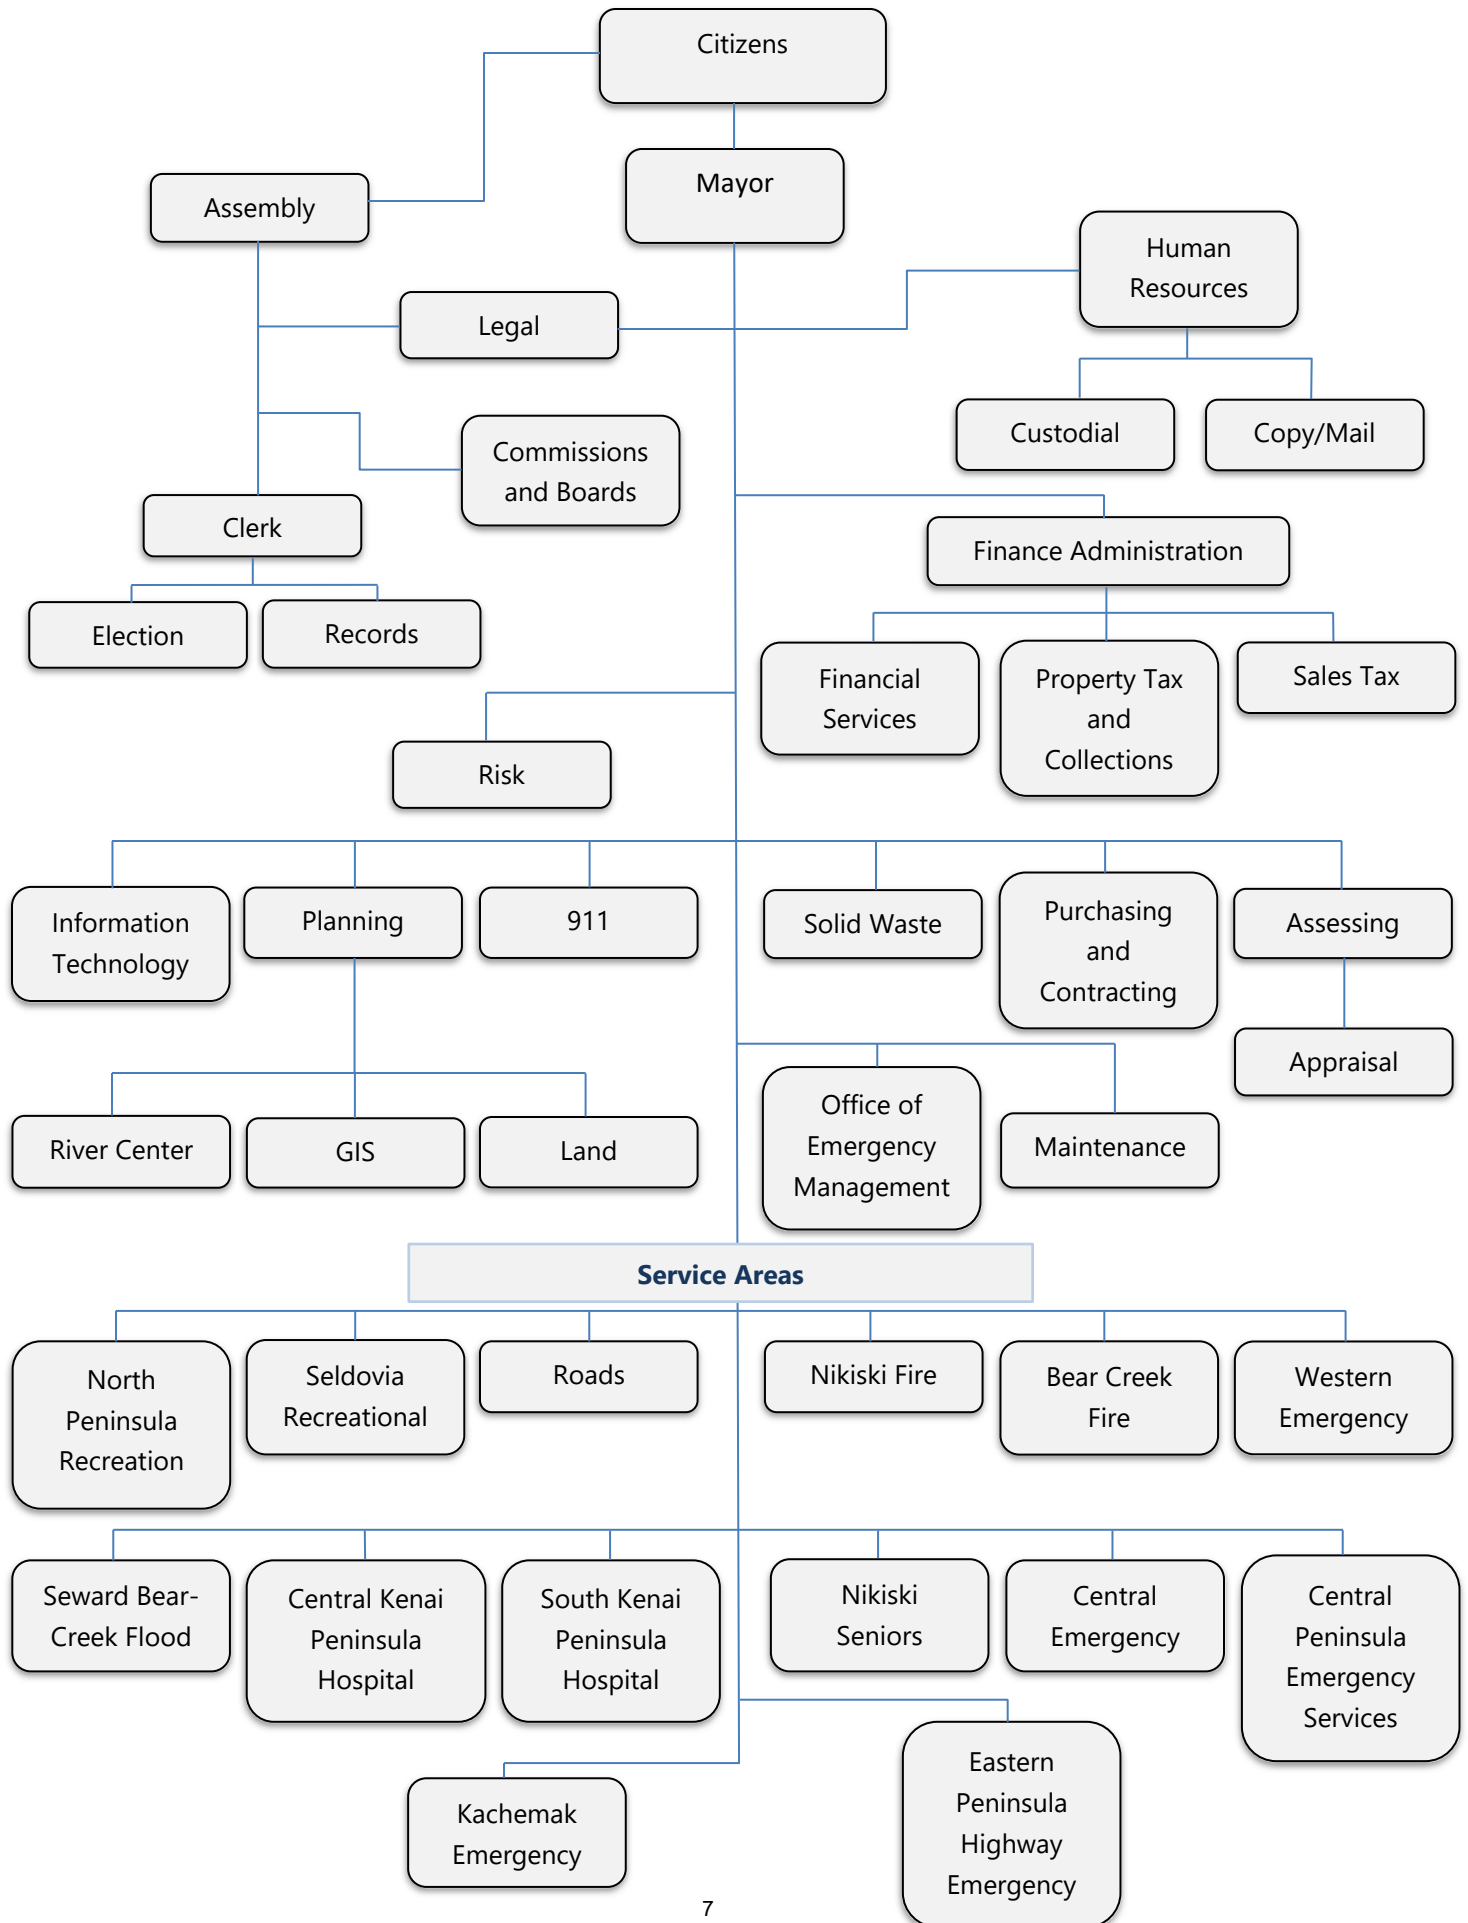 Citizens
Mayor
Assembly
Human
Resources
Legal
Custodial
Copy/Mail
Commissions
and Boards
Clerk
Finance Administration
Election
Records
Financial
Services
Property Tax
and
Collections
Sales Tax
Risk
Information
Technology
Planning
911
Solid Waste
Purchasing
and
Contracting
Assessing
Appraisal
River Center
GIS
Land
Office of
Emergency
Management
Maintenance
Service Areas
North
Peninsula
Recreation
Seldovia
Recreational
Roads
Nikiski Fire
Bear Creek
Fire
Western
Emergency
Seward Bear-
Creek Flood
Central Kenai
Peninsula
Hospital
South Kenai
Peninsula
Hospital
Nikiski
Seniors
Central
Emergency
Central
Peninsula
Emergency
Services
Kachemak
Emergency
Eastern
Peninsula
Highway
Emergency
7